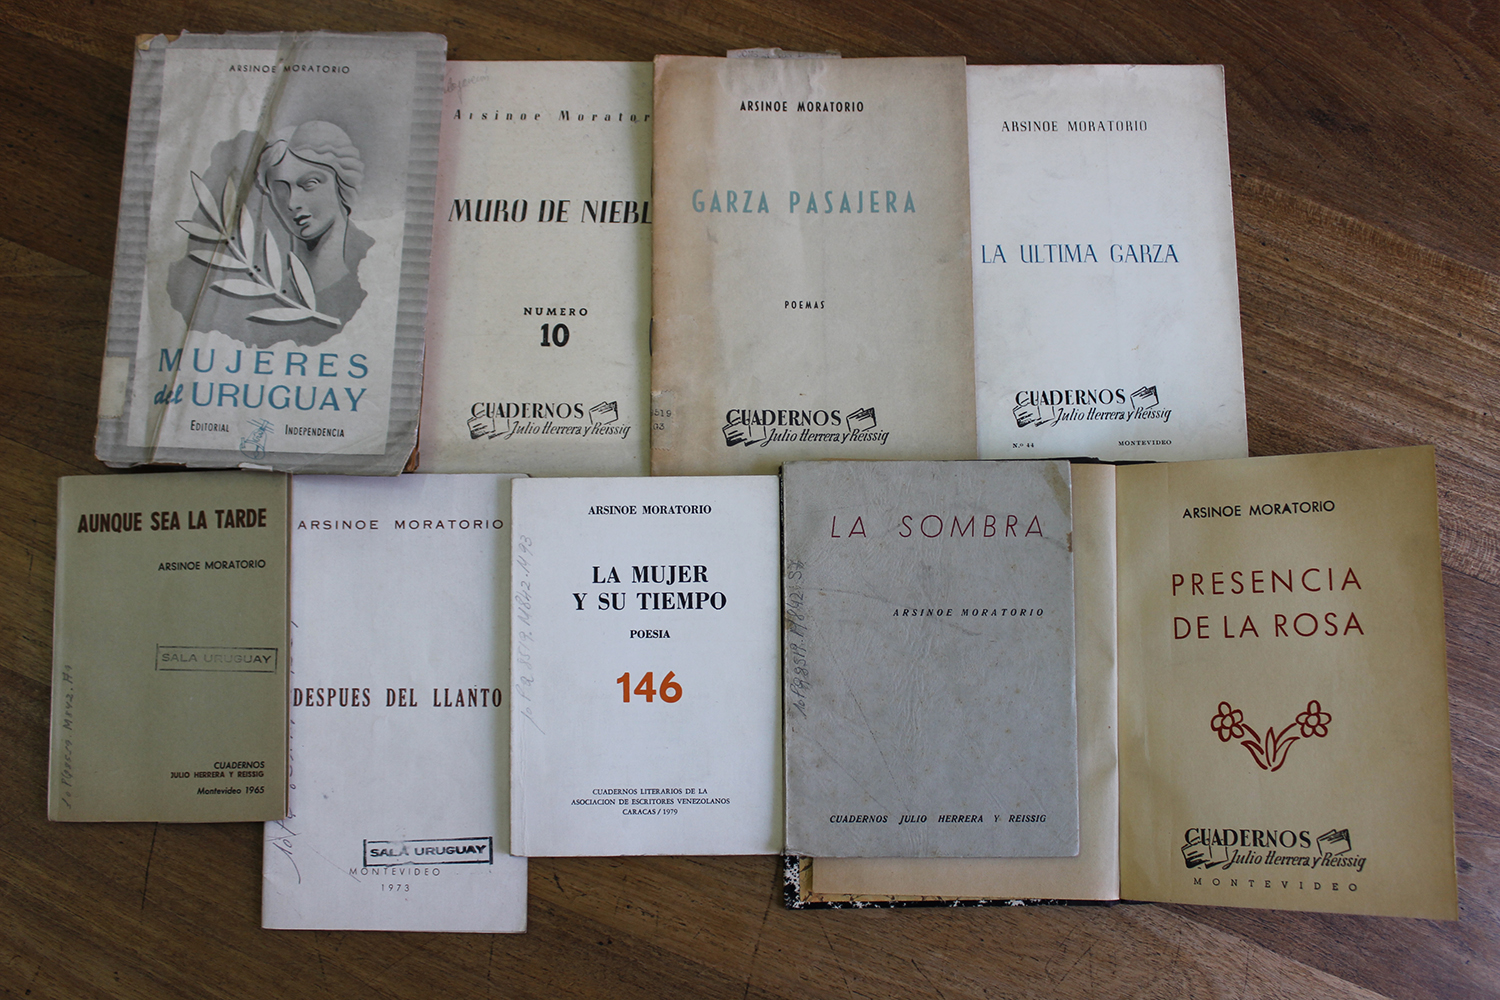 ARSINOE MORATORIO
MUJERES
del URUGUAY
EDITORIAL INDEPENDENCIA
Arsinoe Morator
MURO DE NIEBL
NUMERO
10
CUADERNOS
Julio Herrera y Reissig
ARSINOE MORATORIO
GARZA PASAJERA
POEMAS
CUADERNOS
Julio Herrera y Reissig
ARSINOE MORATORIO
LA ULTIMA GARZA
CUADERNOS
Julio Herrera y Reissig
N.º 44 MONTEVIDEO
AUNQUE SEA LA TARDE
ARSINOE MORATORIO
SALA URUGUAY
CUADERNOS
JULIO HERRERA Y REISSIG
Montevideo 1965
ARSINOE MORATORIO
DESPUES DEL LLANTO
SALA URUGUAY
MONTEVIDEO
1973
ARSINOE MORATORIO
LA MUJER
Y SU TIEMPO
POESIA
146
CUADERNOS LITERARIOS DE LA
ASOCIACION DE ESCRITORES VENEZOLANOS
CARACAS / 1979
LA SOMBRA
ARSINOE MORATORIO
CUADERNOS JULIO HERRERA Y REISSIG
ARSINOE MORATORIO
PRESENCIA
DE LA ROSA
CUADERNOS
Julio Herrera y Reissig
MONTEVIDEO